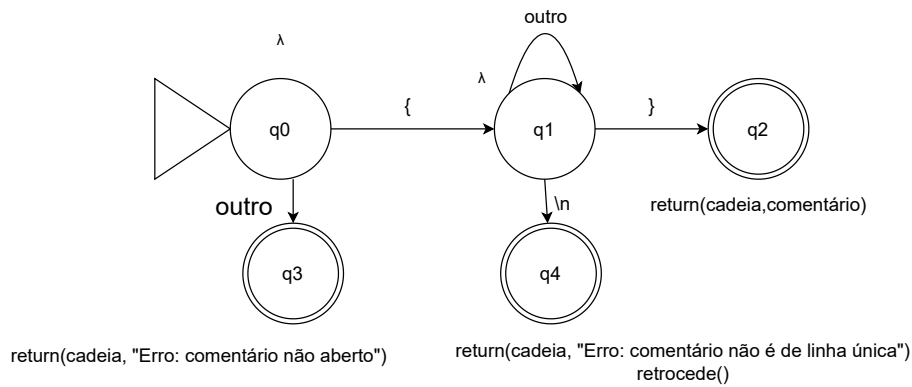 outro
λ
λ
{
}
q0
q1
q2
outro
\n
return(cadeia,comentário)
q3
q4
return(cadeia, "Erro: comentário não aberto")
return(cadeia, "Erro: comentário não é de linha única")
retrocede()